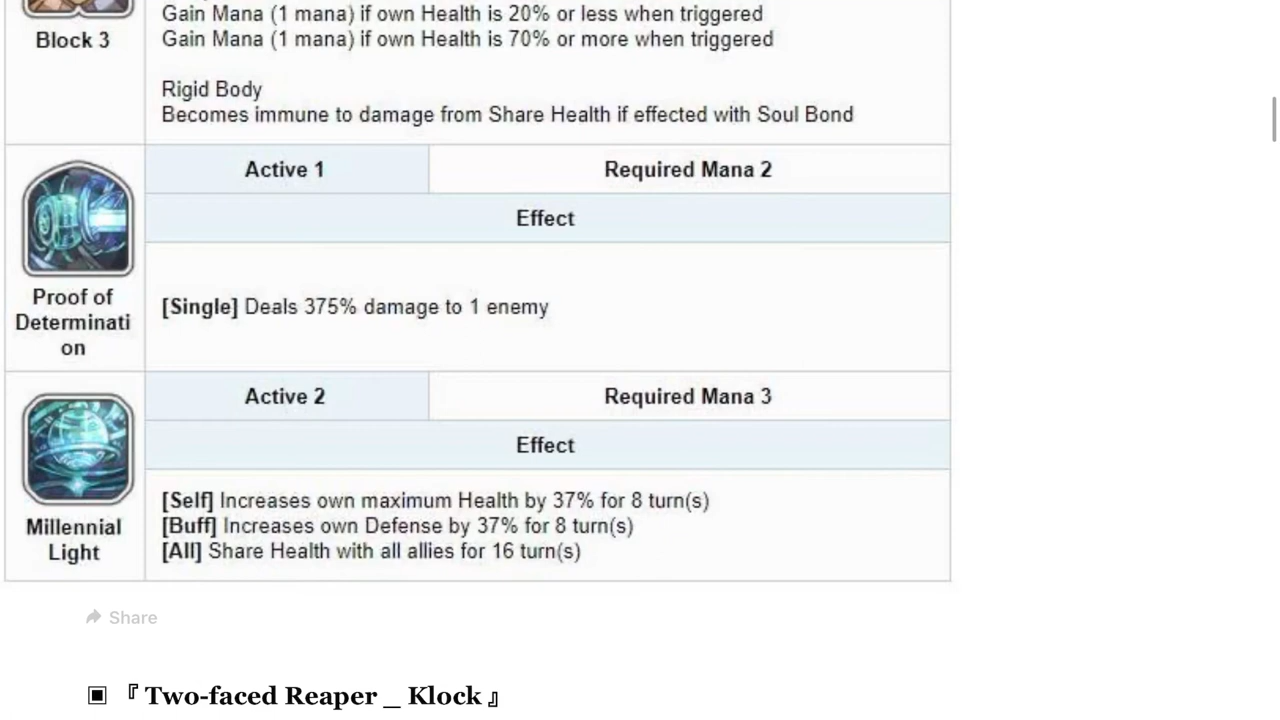 Gain Mana (1 mana) if own Health is 20% or less when triggered
Block 3
Gain Mana (1 mana) if own Health is 70% or more when triggered
Rigid Body
Becomes immune to damage from Share Health if effected with Soul Bond
Active 1
Required Mana 2
Effect
Proof of
Determinati
on
[Single] Deals 375% damage to 1 enemy
Active 2
Required Mana 3
Effect
Millennial
Light
[Self] Increases own maximum Health by 37% for 8 turn(s)
[Buff] Increases own Defense by 37% for 8 turn(s)
[All] Share Health with all allies for 16 turn(s)
Share
▣ 『 Two-faced Reaper _ Klock 』